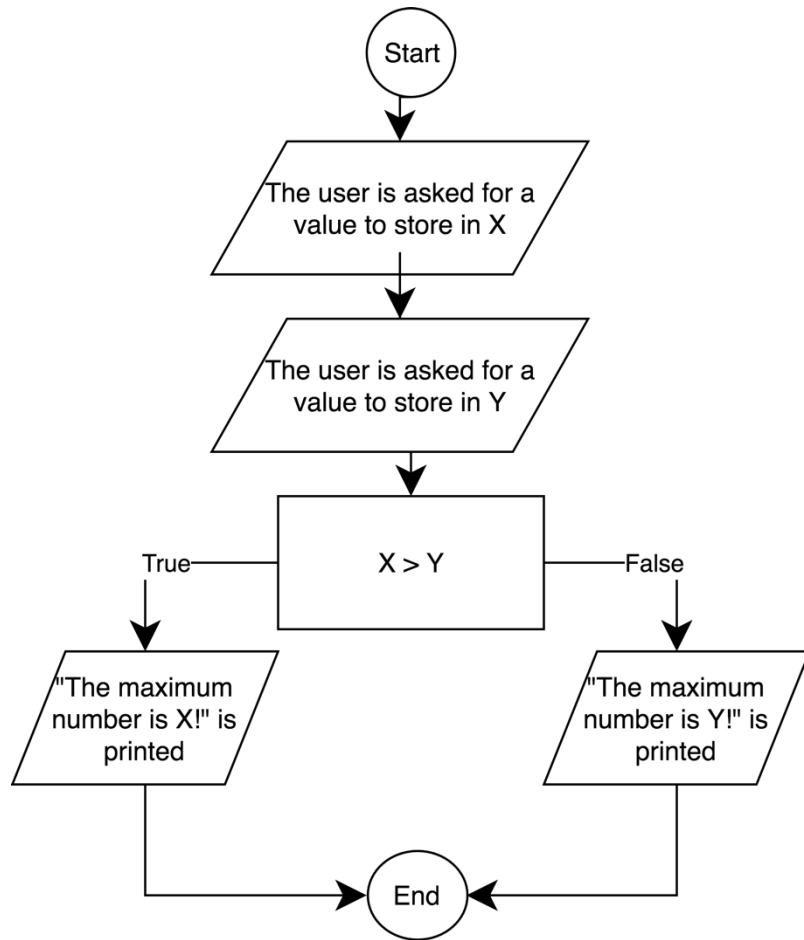 Start
The user is asked for a
value to store in X
The user is asked for a
value to store in Y
X > Y
True
False
"The maximum
number is X!" is
printed
"The maximum
number is Y!" is
printed
End